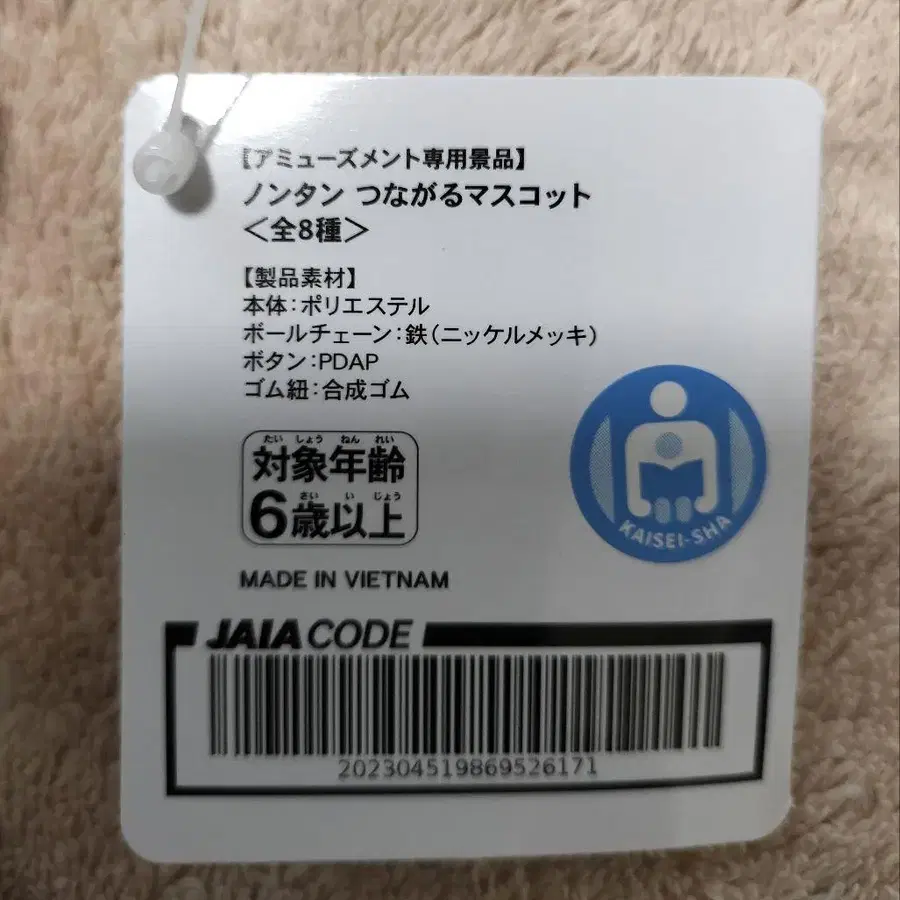 【アミューズメント専用景品】
ノンタン つながるマスコット
＜全8種＞
【製品素材】
本体：ポリエステル
ボールチェーン：鉄（ニッケルメッキ）
ボタン：PDAP
ゴム紐：合成ゴム
たい しょう ねん れい
対象年齢
さい い じょう
6歳以上
KAISEI-SHA
MADE IN VIETNAM
JAIA CODE
202304519869526171